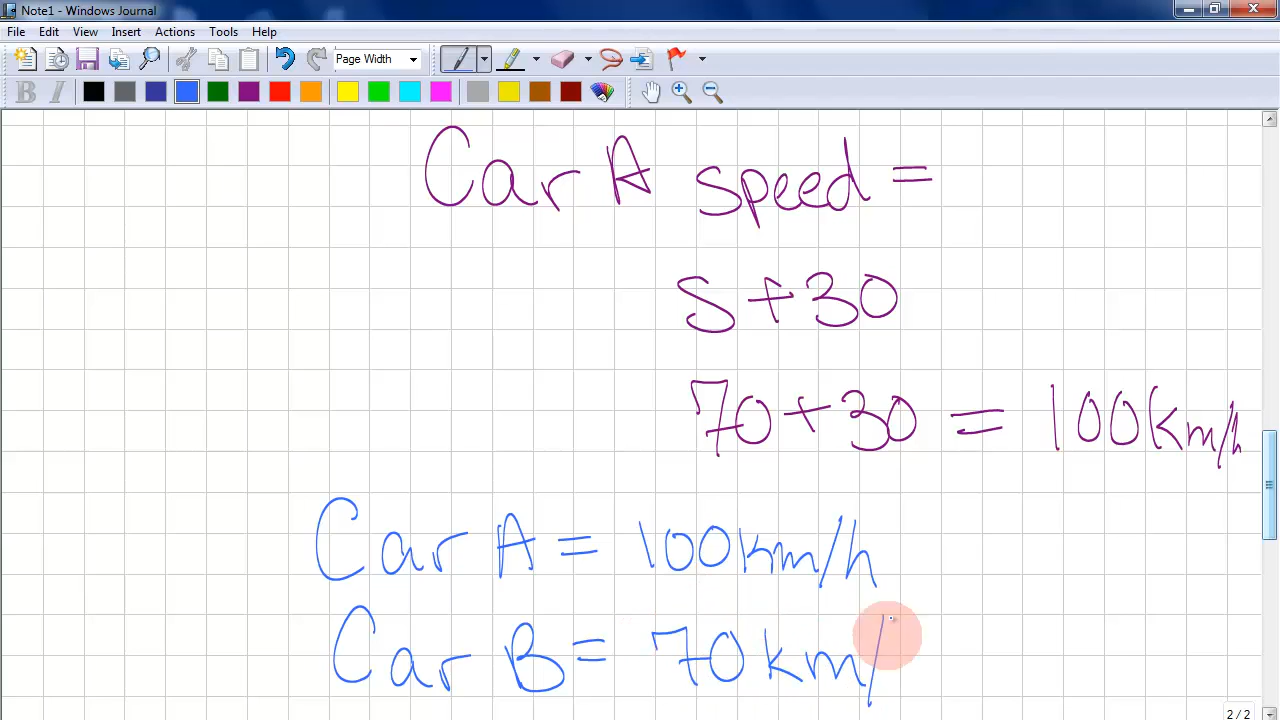 Note1 - Windows Journal
File Edit View Insert Actions Tools Help
Page Width
B I
Car A speed =
S + 30
70 + 30 = 100km/h
Car A = 100km/h
Car B = 70km/
2 / 2